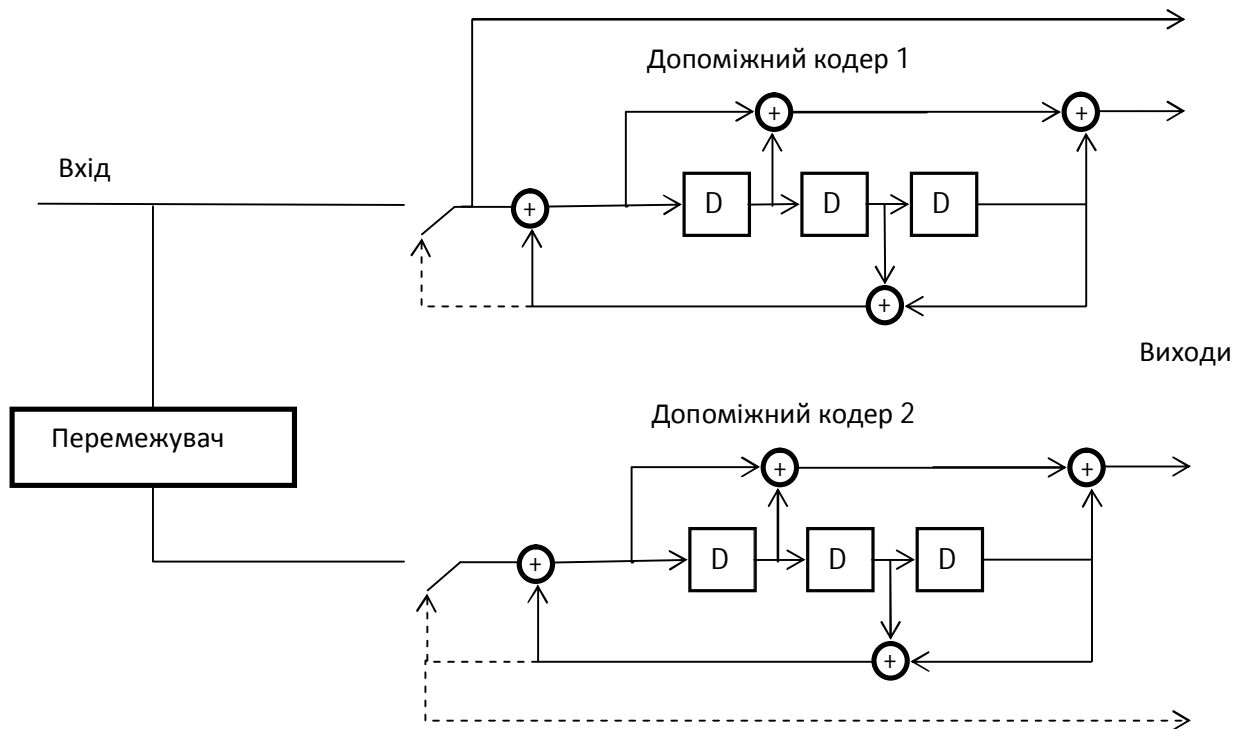 Допоміжний кодер 1
+ +
Вхід
+ D D D
+
Виходи
Перемежувач
Допоміжний кодер 2
+ +
+ D D D
+